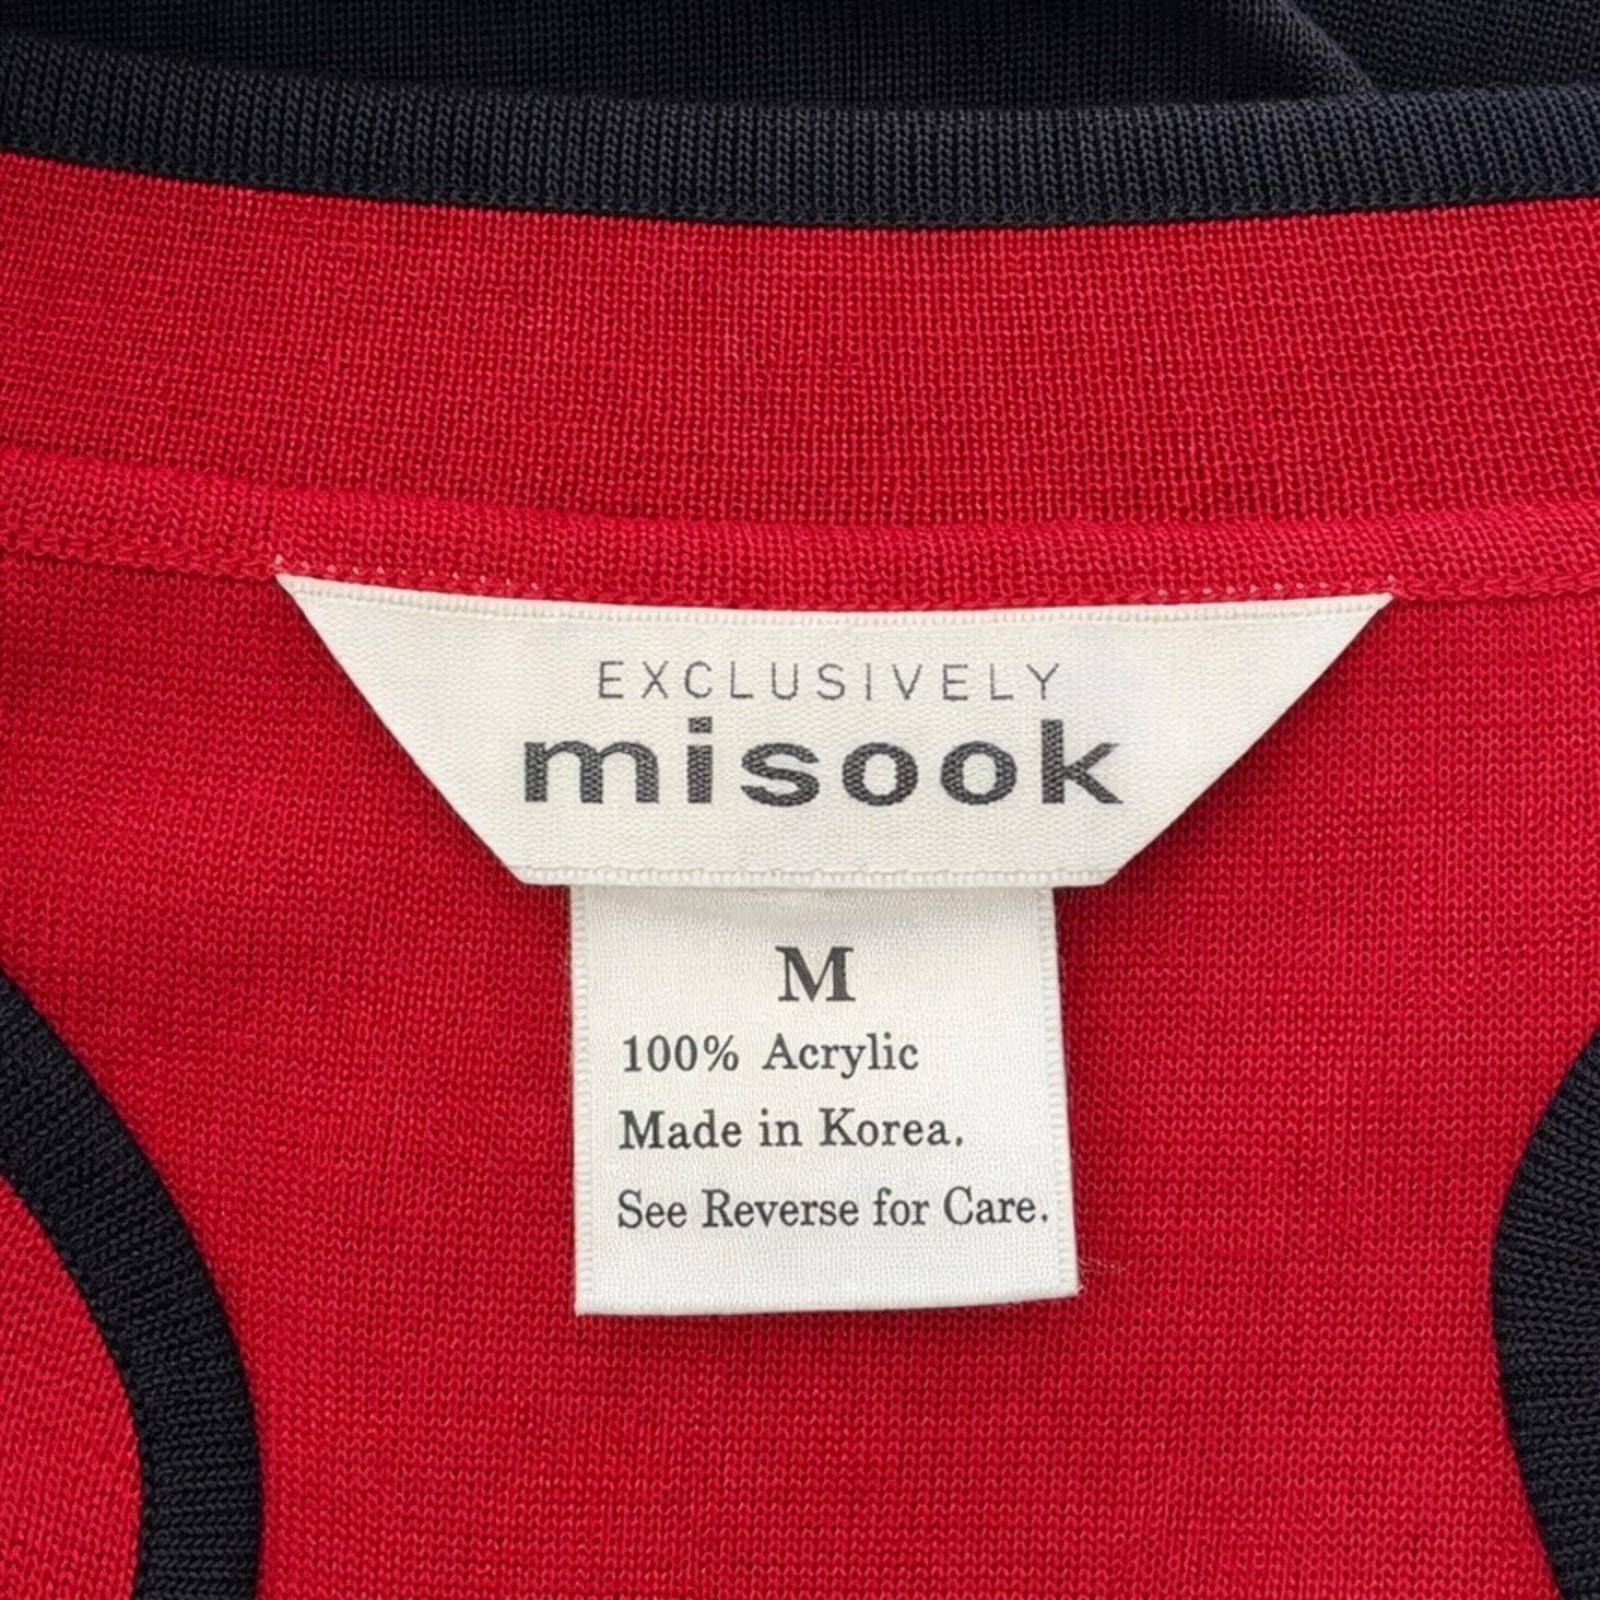 EXCLUSIVELY
misook
M
100% Acrylic
Made in Korea.
See Reverse for Care.